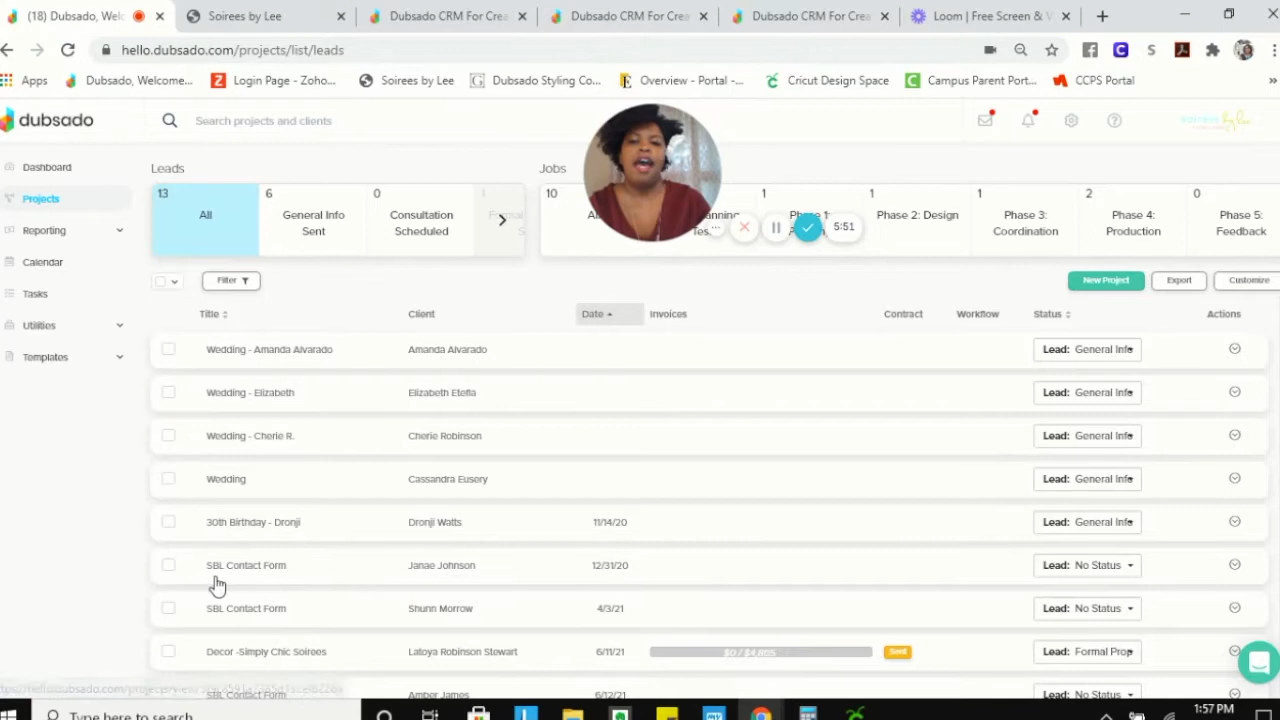 (18) Dubsado, Welc
Soirees by Lee
Dubsado CRM For Crea
Dubsado CRM For Crea
Dubsado CRM For Crea
Loom | Free Screen & V
hello.dubsado.com/projects/list/leads
Apps
Dubsado, Welcome...
Login Page - Zoho...
Soirees by Lee
Dubsado Styling Co...
Overview - Portal -...
Cricut Design Space
Campus Parent Port...
CCPS Portal
dubsado
Search projects and clients
Dashboard
Projects
Reporting
Calendar
Tasks
Utilities
Templates
Leads
13
All
6
General Info
Sent
0
Consultation
Scheduled
1
Jobs
10
1
1
Phase 2: Design
1
Phase 3:
Coordination
2
Phase 4:
Production
0
Phase 5:
Feedback
5:51
Filter
New Project
Export
Customize
Title
Client
Date
Invoices
Contract
Workflow
Status
Actions
Wedding - Amanda Alvarado Amanda Alvarado Lead: General Info
Wedding - Elizabeth Elizabeth Etefia Lead: General Info
Wedding - Cherie R. Cherie Robinson Lead: General Info
Wedding Cassandra Eusery Lead: General Info
30th Birthday - Dronji Dronji Watts 11/14/20 Lead: General Info
SBL Contact Form Janae Johnson 12/31/20 Lead: No Status
SBL Contact Form Shunn Morrow 4/3/21 Lead: No Status
Decor -Simply Chic Soirees Latoya Robinson Stewart 6/11/21 $0 / $4,805 Sent Lead: Formal Prop
SBL Contact Form Amber James 6/12/21 Lead: No Status
Type here to search
1:57 PM